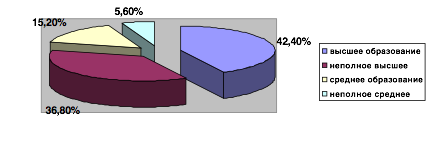 5,60%
15,20%
42,40%
36,80%
высшее образование
неполное высшее
среднее образование
неполное среднее